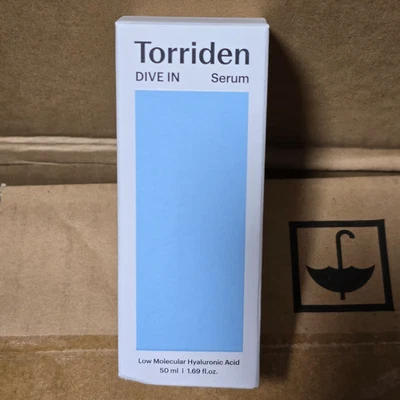 Torriden
DIVE IN Serum
Low Molecular Hyaluronic Acid
50 ml | 1.69 fl.oz.